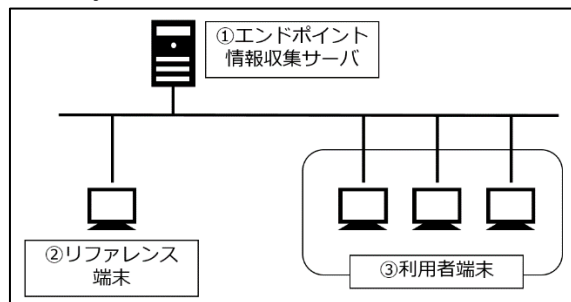 ①エンドポイント
情報収集サーバ
②リファレンス
端末
③利用者端末